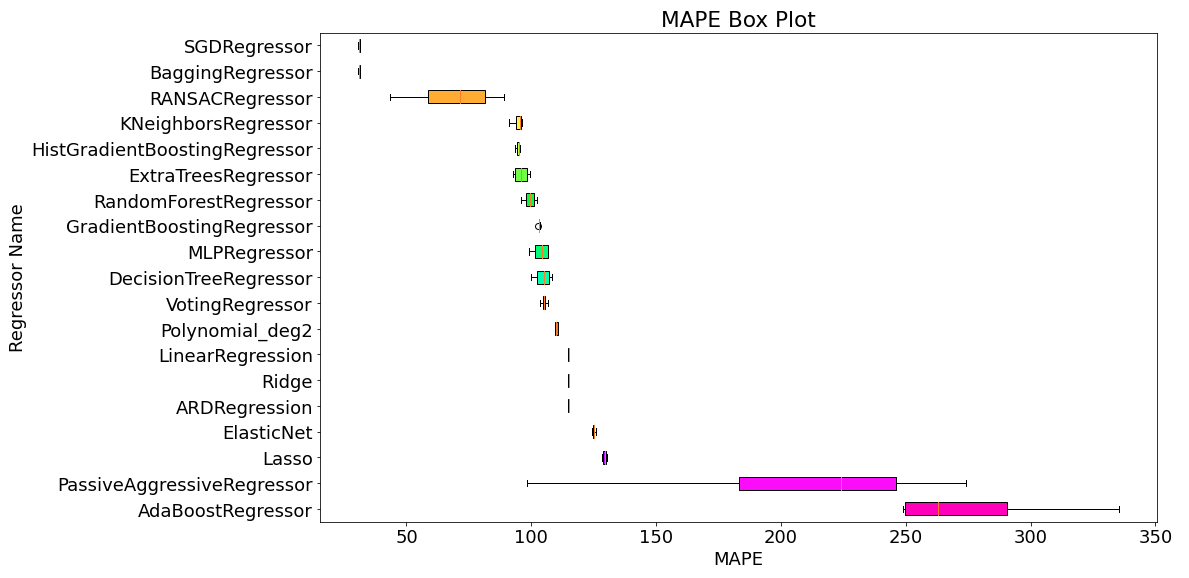 MAPE Box Plot
Regressor Name
SGDRegressor
BaggingRegressor
RANSACRegressor
KNeighborsRegressor
HistGradientBoostingRegressor
ExtraTreesRegressor
RandomForestRegressor
GradientBoostingRegressor
MLPRegressor
DecisionTreeRegressor
VotingRegressor
Polynomial_deg2
LinearRegression
Ridge
ARDRegression
ElasticNet
Lasso
PassiveAggressiveRegressor
AdaBoostRegressor
50 100 150 200 250 300 350
MAPE